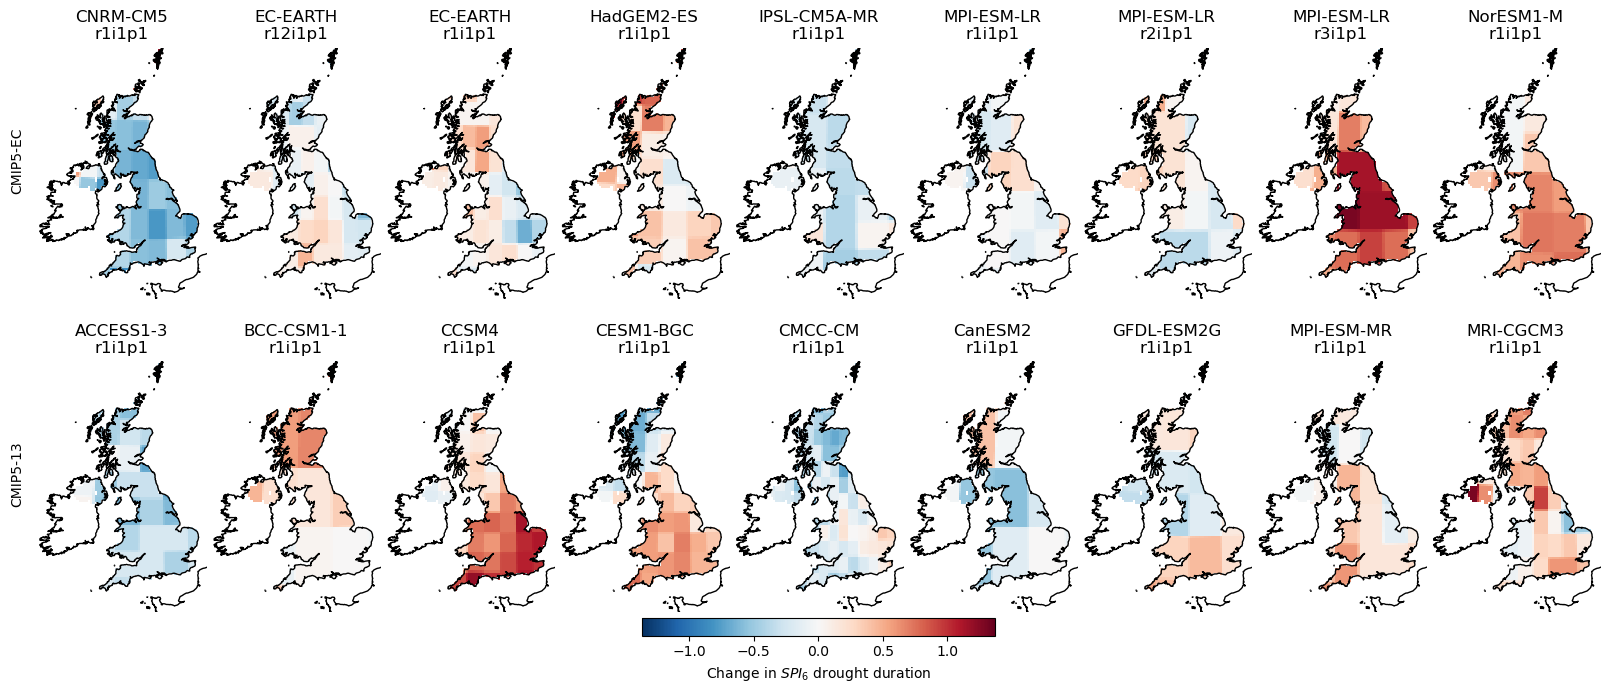 CNRM-CM5 EC-EARTH EC-EARTH HadGEM2-ES IPSL-CM5A-MR MPI-ESM-LR MPI-ESM-LR MPI-ESM-LR NorESM1-M
r1i1p1 r12i1p1 r1i1p1 r1i1p1 r1i1p1 r1i1p1 r2i1p1 r3i1p1 r1i1p1
CMIP5-EC
ACCESS1-3 BCC-CSM1-1 CCSM4 CESM1-BGC CMCC-CM CanESM2 GFDL-ESM2G MPI-ESM-MR MRI-CGCM3
r1i1p1 r1i1p1 r1i1p1 r1i1p1 r1i1p1 r1i1p1 r1i1p1 r1i1p1 r1i1p1
CMIP5-13
−1.0 −0.5 0.0 0.5 1.0
Change in SPI₆ drought duration